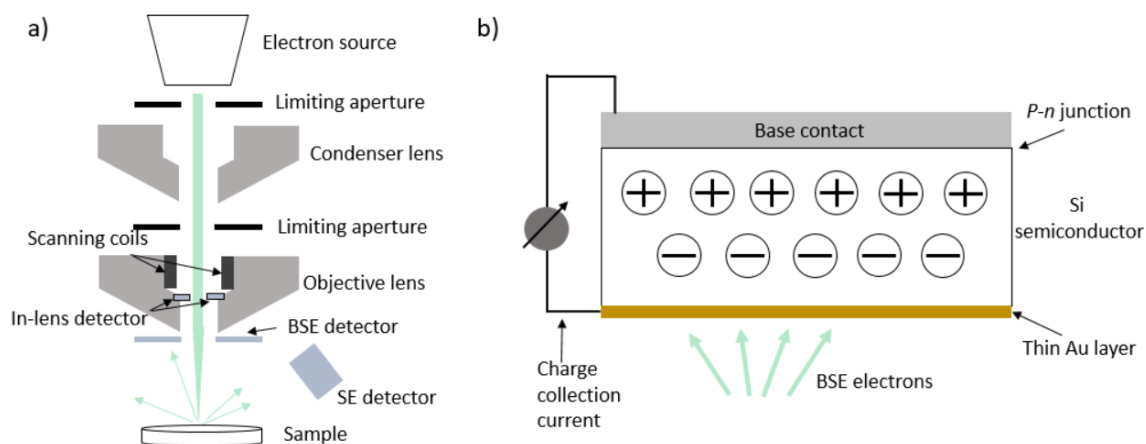 a)
Electron source
Limiting aperture
Condenser lens
Limiting aperture
Scanning coils
Objective lens
In-lens detector
BSE detector
SE detector
Sample
b)
P-n junction
Base contact
+ + + + + +
Si
semiconductor
− − − − −
Thin Au layer
BSE electrons
Charge
collection
current